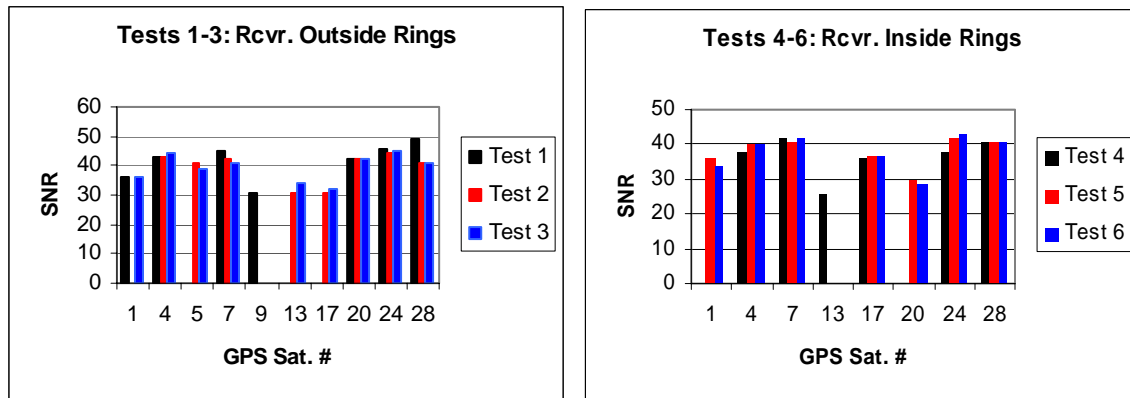 Tests 1-3: Rcvr. Outside Rings
60
50
40
30
20
10
0
SNR
1 4 5 7 9 13 17 20 24 28
GPS Sat. #
Test 1
Test 2
Test 3
Tests 4-6: Rcvr. Inside Rings
50
40
30
20
10
0
SNR
1 4 7 13 17 20 24 28
GPS Sat. #
Test 4
Test 5
Test 6